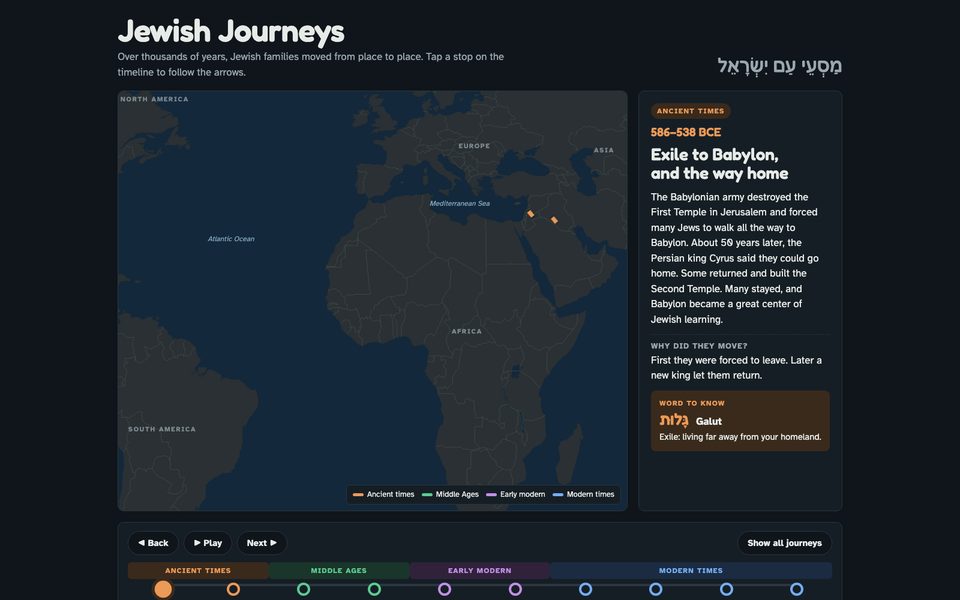 Jewish Journeys
Over thousands of years, Jewish families moved from place to place. Tap a stop on the
timeline to follow the arrows.
מַסְעֵי עַם יִשְׂרָאֵל
NORTH AMERICA
EUROPE
ASIA
Mediterranean Sea
Atlantic Ocean
AFRICA
SOUTH AMERICA
Ancient times
Middle Ages
Early modern
Modern times
ANCIENT TIMES
586–538 BCE
Exile to Babylon,
and the way home
The Babylonian army destroyed the
First Temple in Jerusalem and forced
many Jews to walk all the way to
Babylon. About 50 years later, the
Persian king Cyrus said they could go
home. Some returned and built the
Second Temple. Many stayed, and
Babylon became a great center of
Jewish learning.
WHY DID THEY MOVE?
First they were forced to leave. Later a
new king let them return.
WORD TO KNOW
גָּלוּת Galut
Exile: living far away from your homeland.
◄ Back
► Play
Next ►
Show all journeys
ANCIENT TIMES
MIDDLE AGES
EARLY MODERN
MODERN TIMES